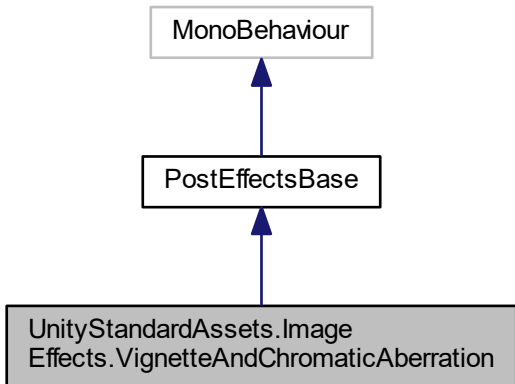 MonoBehaviour
PostEffectsBase
UnityStandardAssets.Image
Effects.VignetteAndChromaticAberration